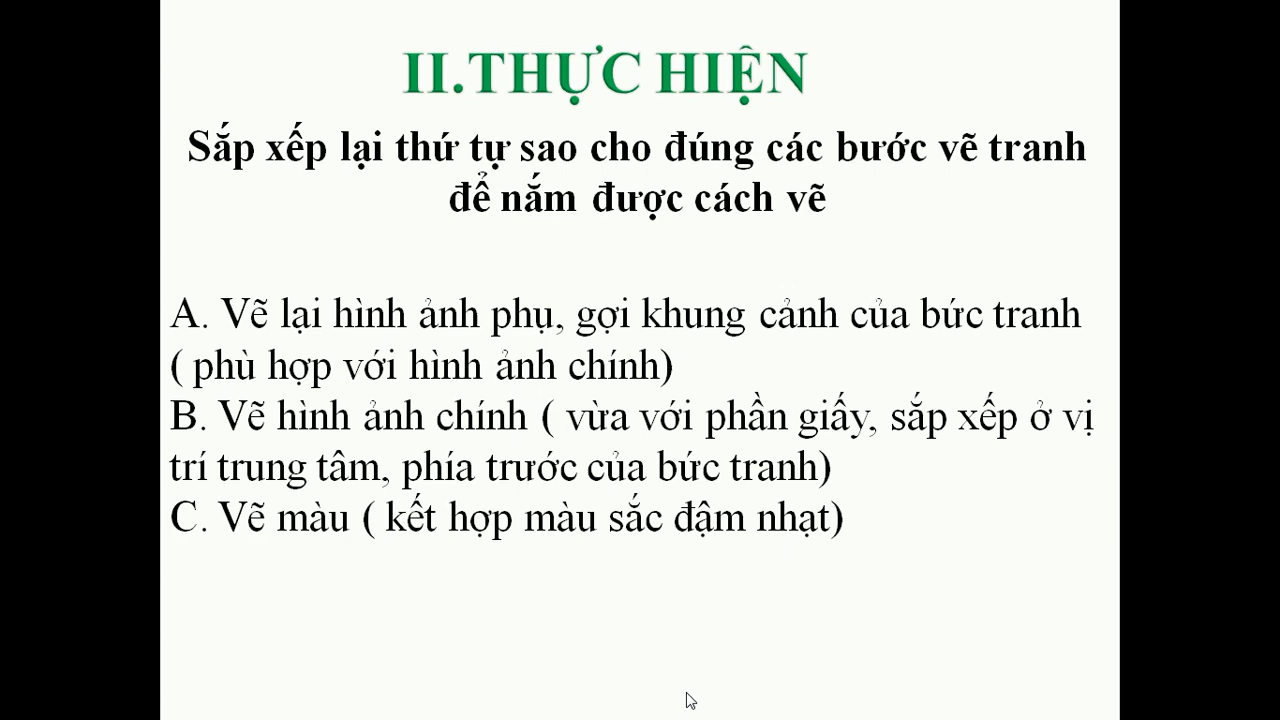 II.THỰC HIỆN
Sắp xếp lại thứ tự sao cho đúng các bước vẽ tranh
để nắm được cách vẽ
A. Vẽ lại hình ảnh phụ, gợi khung cảnh của bức tranh
( phù hợp với hình ảnh chính)
B. Vẽ hình ảnh chính ( vừa với phần giấy, sắp xếp ở vị
trí trung tâm, phía trước của bức tranh)
C. Vẽ màu ( kết hợp màu sắc đậm nhạt)